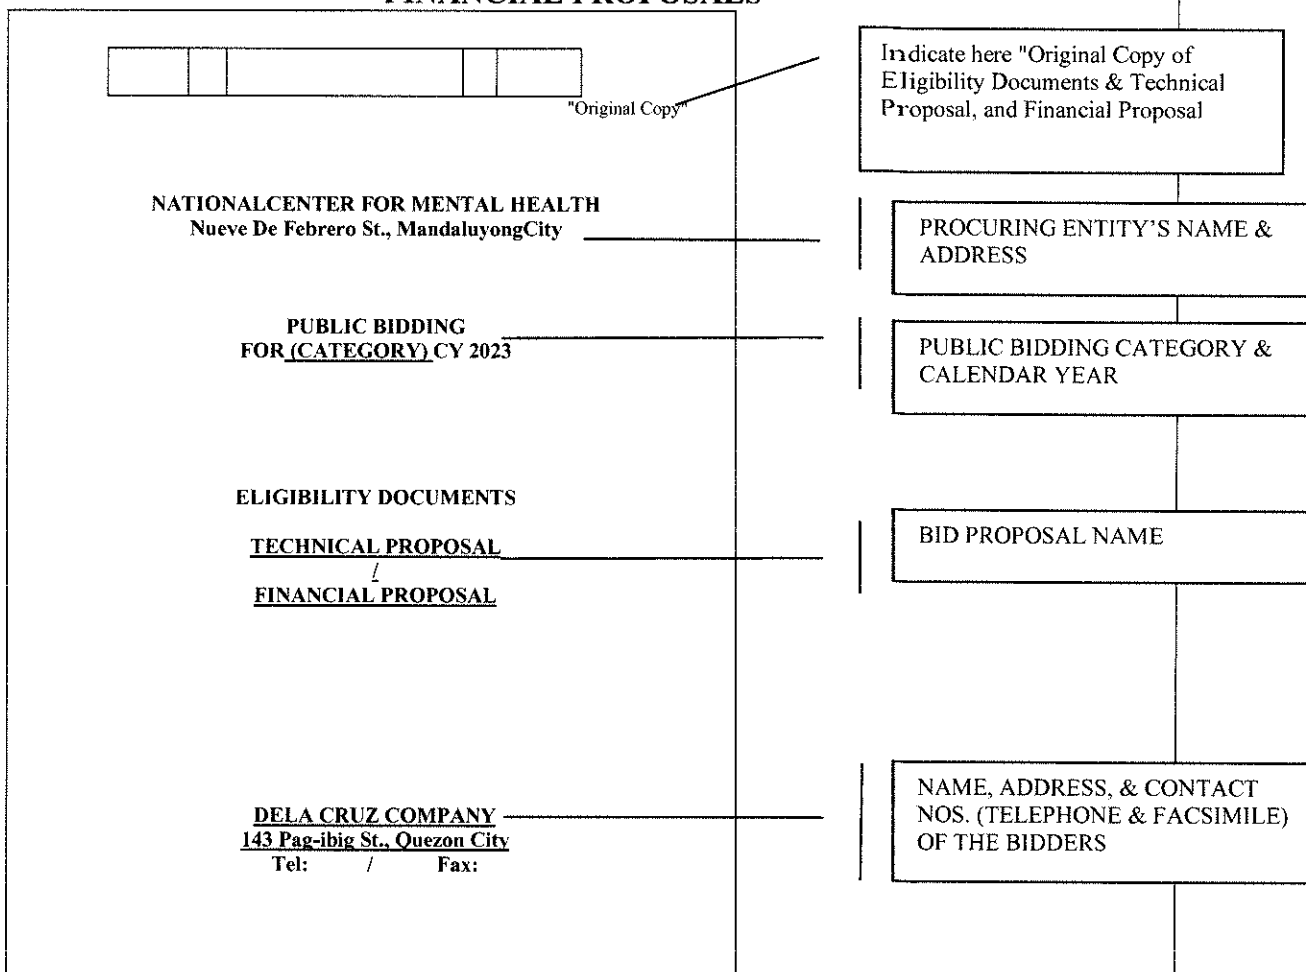 FINANCIAL PROPOSALS
"Original Copy"
Indicate here "Original Copy of
Eligibility Documents & Technical
Proposal, and Financial Proposal
NATIONALCENTER FOR MENTAL HEALTH
Nueve De Febrero St., MandaluyongCity
PROCURING ENTITY'S NAME &
ADDRESS
PUBLIC BIDDING
FOR (CATEGORY) CY 2023
PUBLIC BIDDING CATEGORY &
CALENDAR YEAR
ELIGIBILITY DOCUMENTS
TECHNICAL PROPOSAL
/
FINANCIAL PROPOSAL
BID PROPOSAL NAME
DELA CRUZ COMPANY
143 Pag-ibig St., Quezon City
Tel: / Fax:
NAME, ADDRESS, & CONTACT
NOS. (TELEPHONE & FACSIMILE)
OF THE BIDDERS